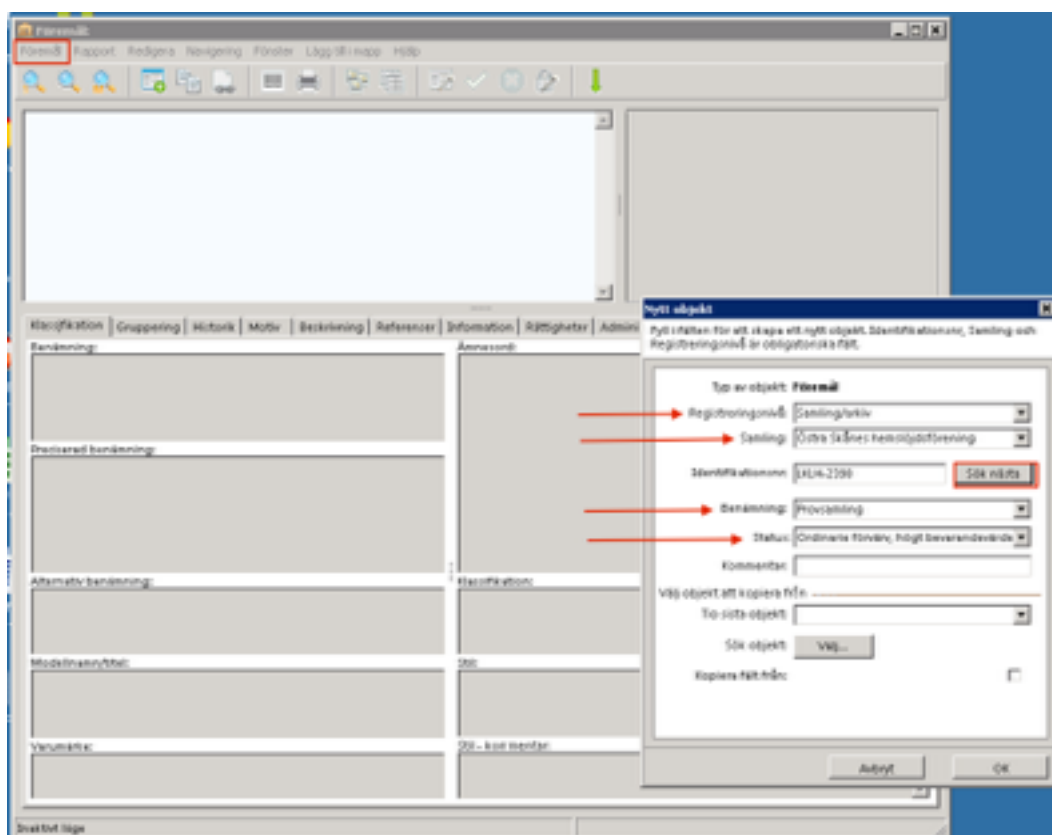 Föremål
Föremål Rapport Redigera Navigering Fönster Lägg till i mapp Hjälp
Klassifikation Gruppering Historik Motiv Beskrivning Referenser Information Rättigheter Admini
Benämning: Ämnesord:
Preciserad benämning:
Alternativ benämning: Klassifikation:
Modellnamn/titel: Stil:
Varumärke: Stil - kommentar:
Inaktivt läge
Nytt objekt
Fyll i fälten för att skapa ett nytt objekt. Identifikationsnr, Samling och
Registreringsnivå är obligatoriska fält.
Typ av objekt: Föremål
Registreringsnivå: Samling/arkiv
Samling: Östra Skånes hemslöjdsförening
Identifikationsnr: Sök nästa
Benämning: Provsamling
Status: Ordinarie förvärv, högt bevarandevärde
Kommentar:
Välj objekt att kopiera från
Tio sista objekt:
Sök objekt: Välj...
Kopiera fält från:
Avbryt OK